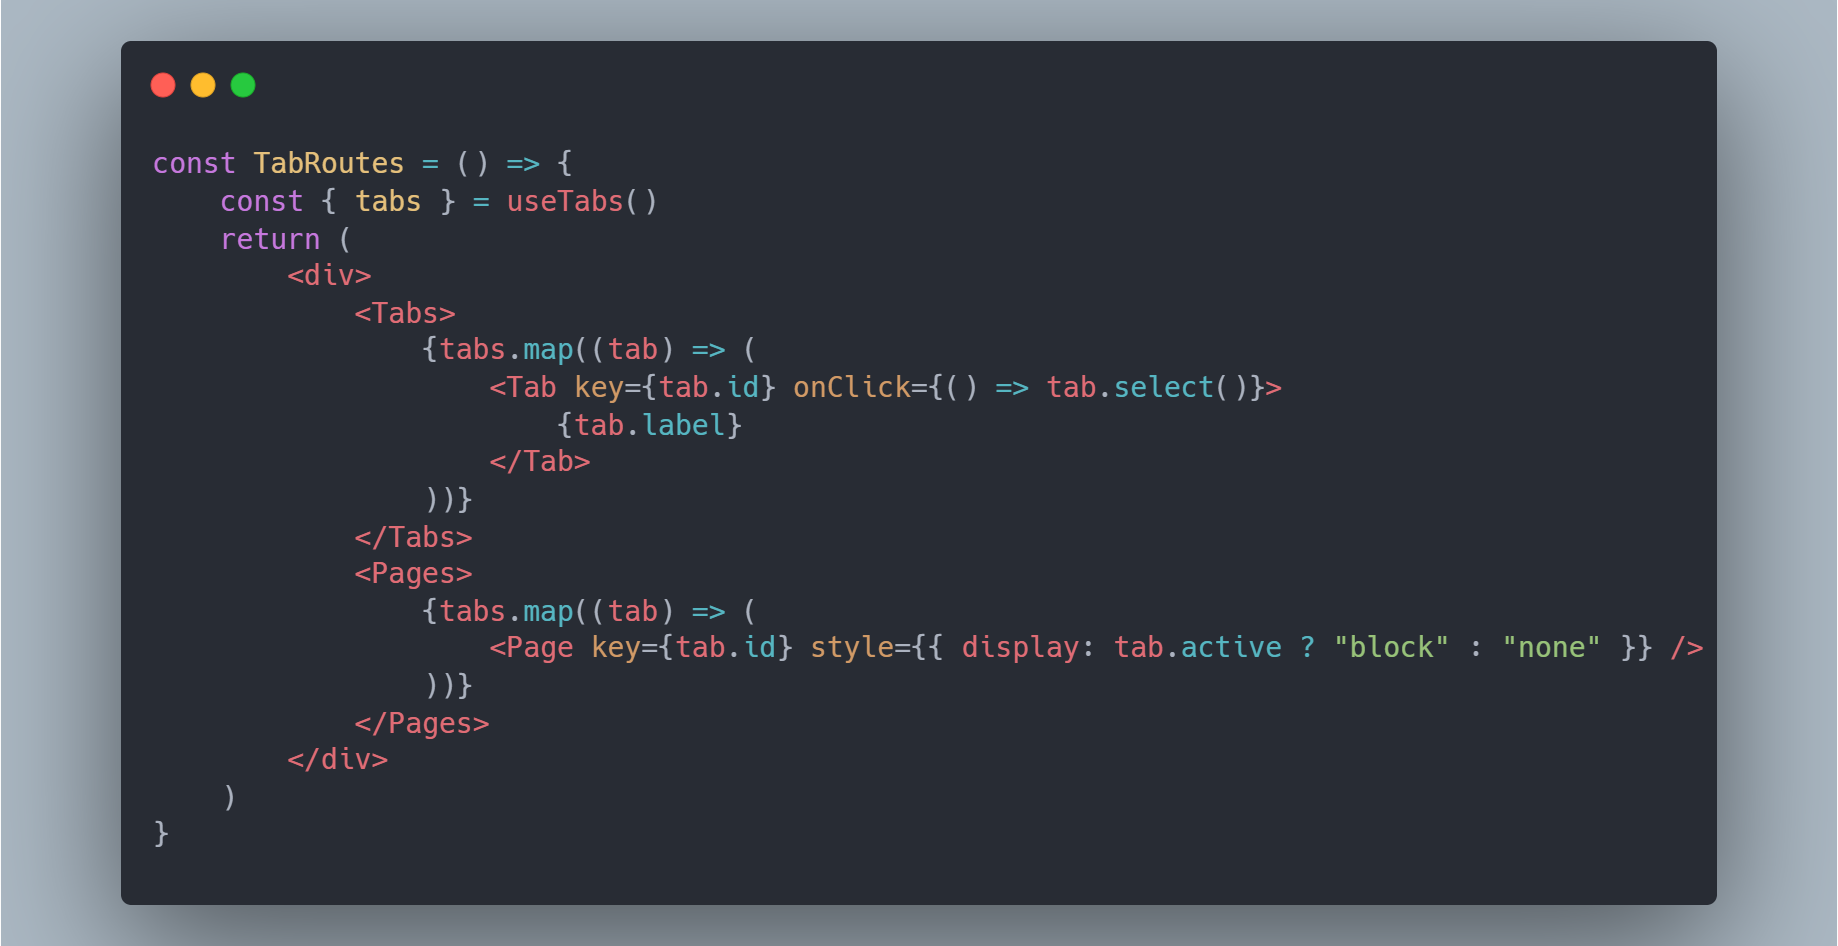 const TabRoutes = () => {
    const { tabs } = useTabs()
    return (
        <div>
            <Tabs>
                {tabs.map((tab) => (
                    <Tab key={tab.id} onClick={() => tab.select()}>
                        {tab.label}
                    </Tab>
                ))}
            </Tabs>
            <Pages>
                {tabs.map((tab) => (
                    <Page key={tab.id} style={{ display: tab.active ? "block" : "none" }} />
                ))}
            </Pages>
        </div>
    )
}